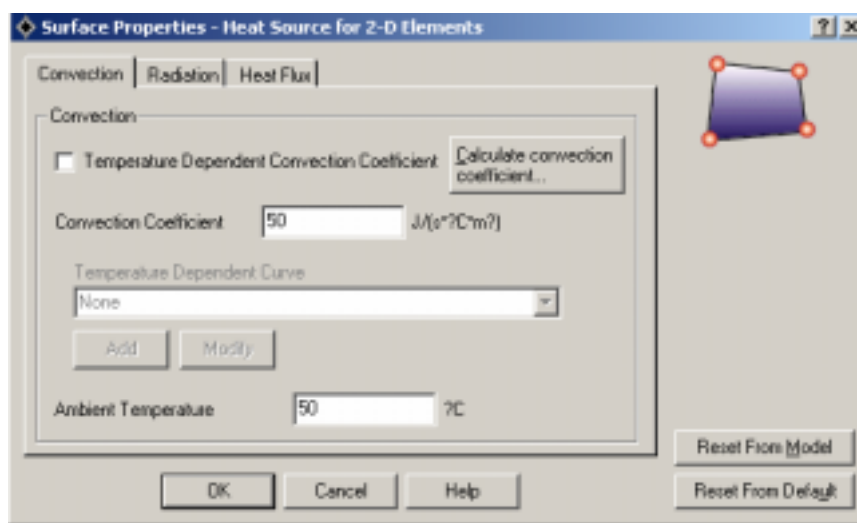 Surface Properties - Heat Source for 2-D Elements
Convection Radiation Heat Flux
Convection
Temperature Dependent Convection Coefficient
Calculate convection
coefficient...
Convection Coefficient 50 J/(s*?C*m?)
Temperature Dependent Curve
None
Add Modify
Ambient Temperature 50 ?C
Reset From Model
OK Cancel Help Reset From Default